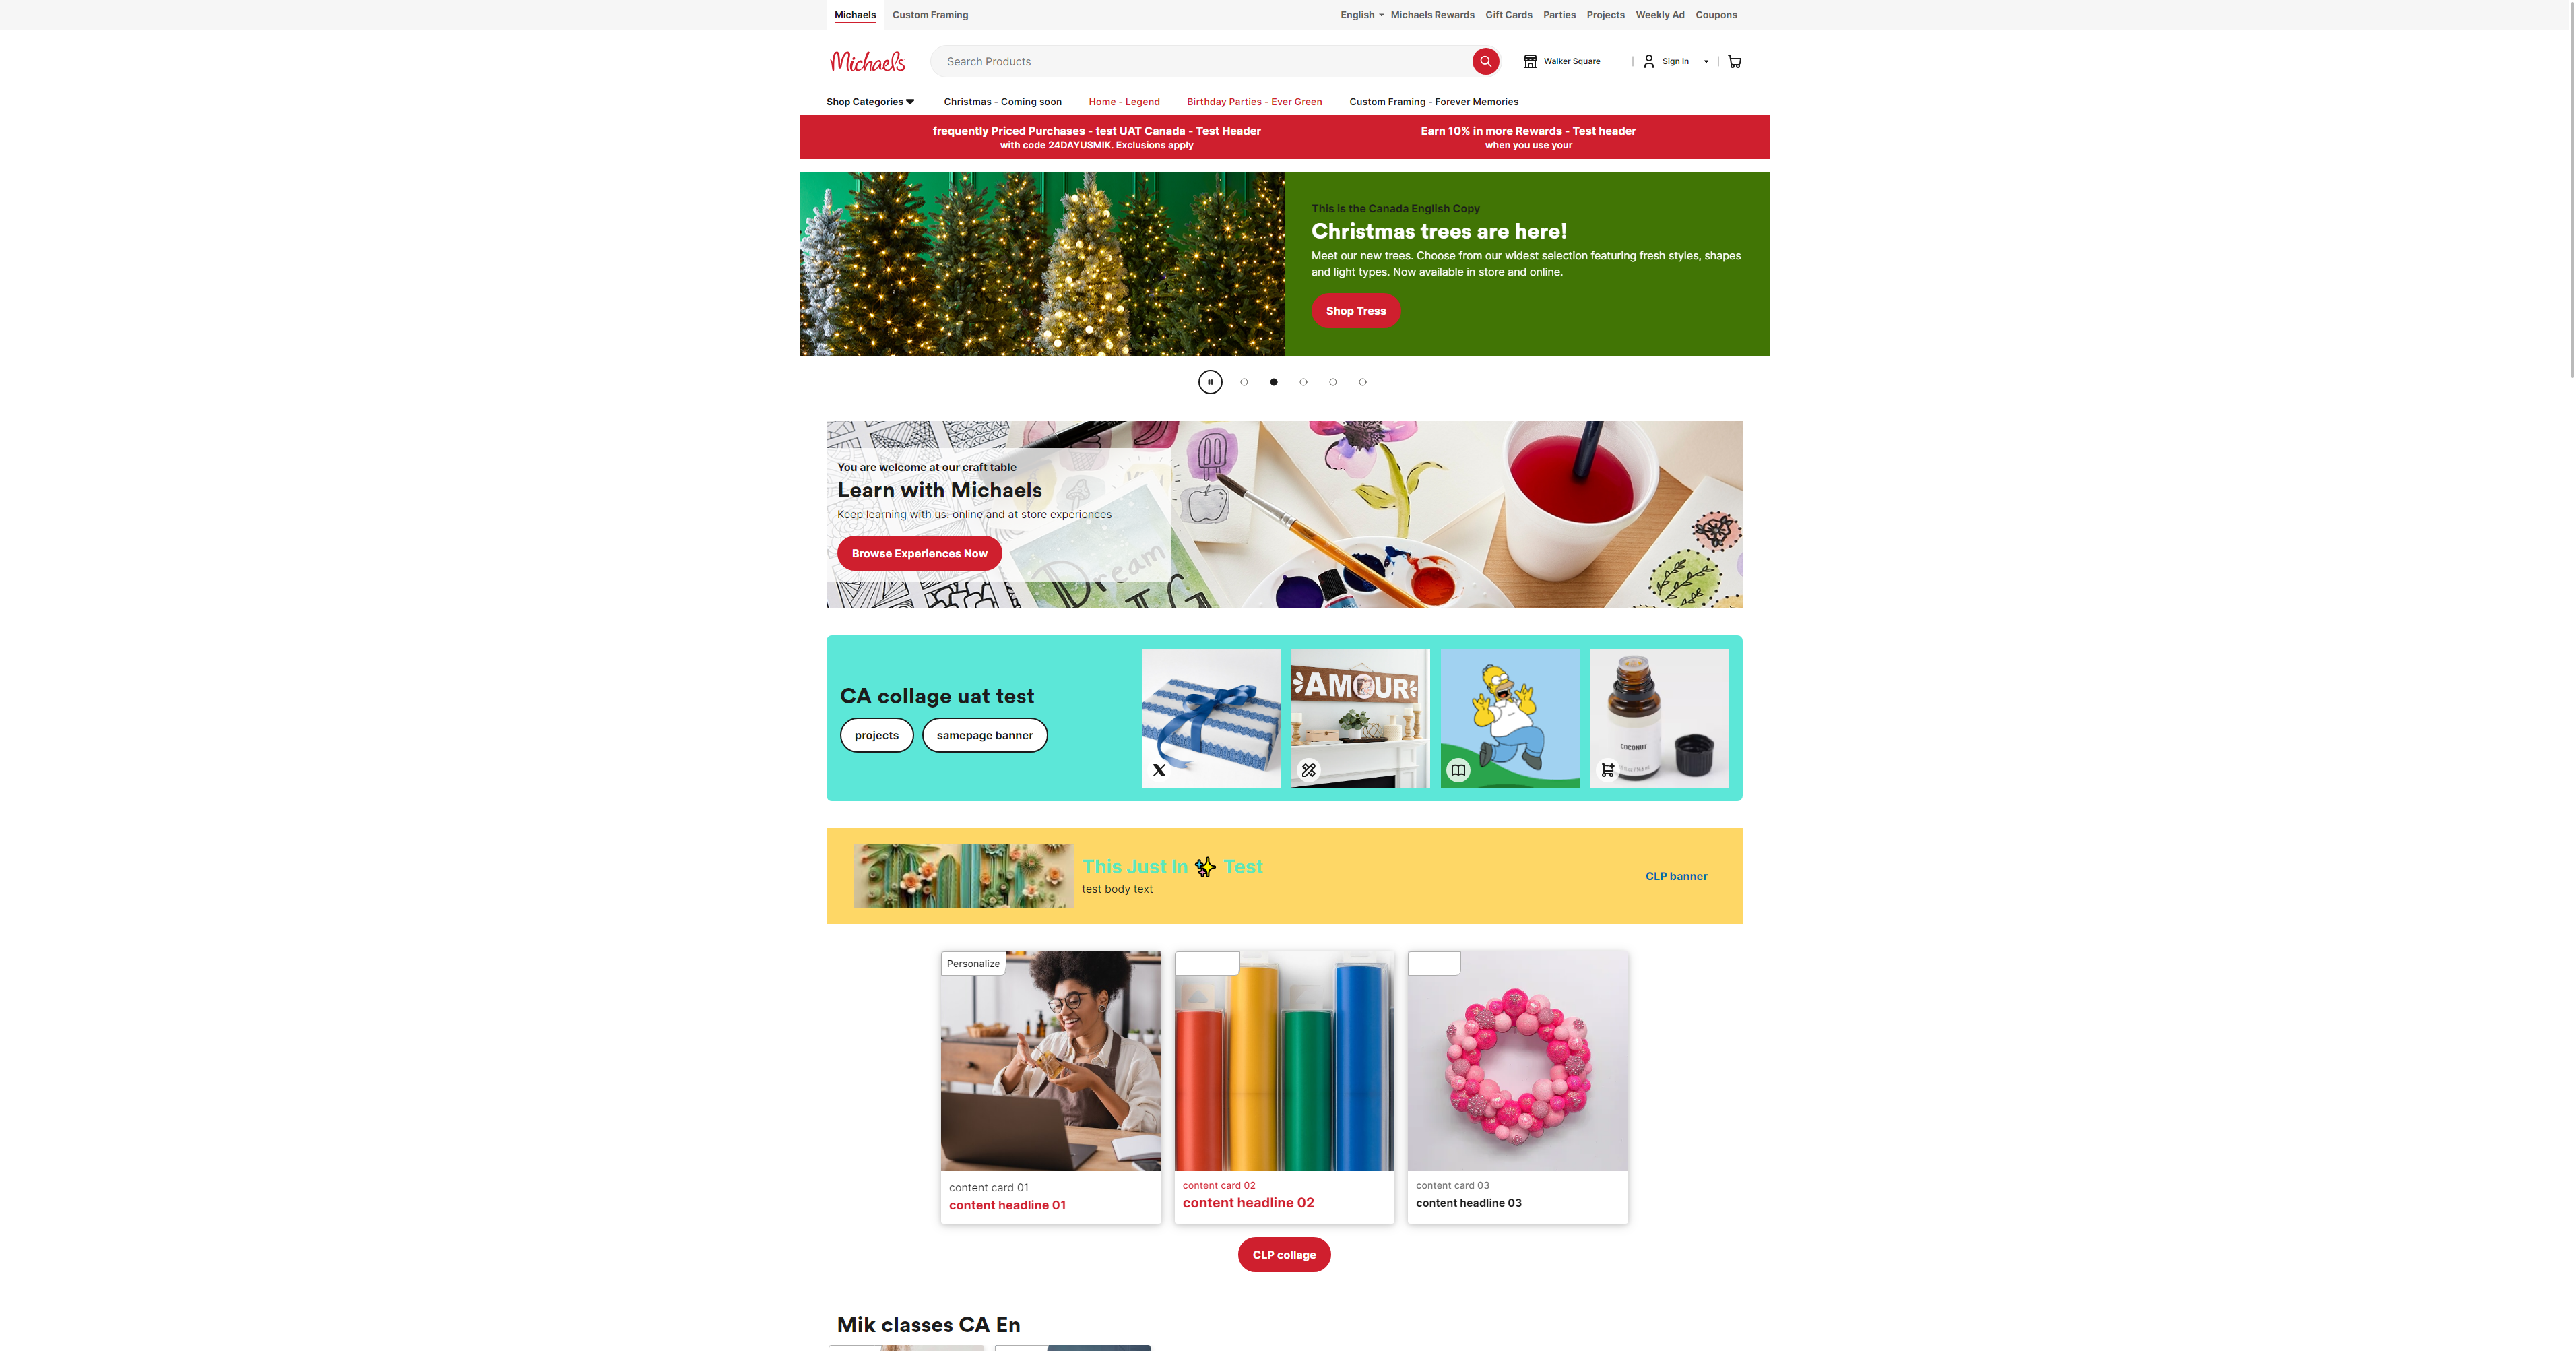 Michaels
Custom Framing
English
Michaels Rewards
Gift Cards
Parties
Projects
Weekly Ad
Coupons
Michaels
Search Products
Walker Square
Sign In
Shop Categories
Christmas - Coming soon
Home - Legend
Birthday Parties - Ever Green
Custom Framing - Forever Memories
frequently Priced Purchases - test UAT Canada - Test Header
with code 24DAYUSMIK. Exclusions apply
Earn 10% in more Rewards - Test header
when you use your
This is the Canada English Copy
Christmas trees are here!
Meet our new trees. Choose from our widest selection featuring fresh styles, shapes
and light types. Now available in store and online.
Shop Tress
You are welcome at our craft table
Learn with Michaels
Keep learning with us: online and at store experiences
Browse Experiences Now
Dream
CA collage uat test
projects
samepage banner
AMOUR
COCONUT
This Just In ✨ Test
test body text
CLP banner
Personalize
content card 01
content headline 01
content card 02
content headline 02
content card 03
content headline 03
CLP collage
Mik classes CA En